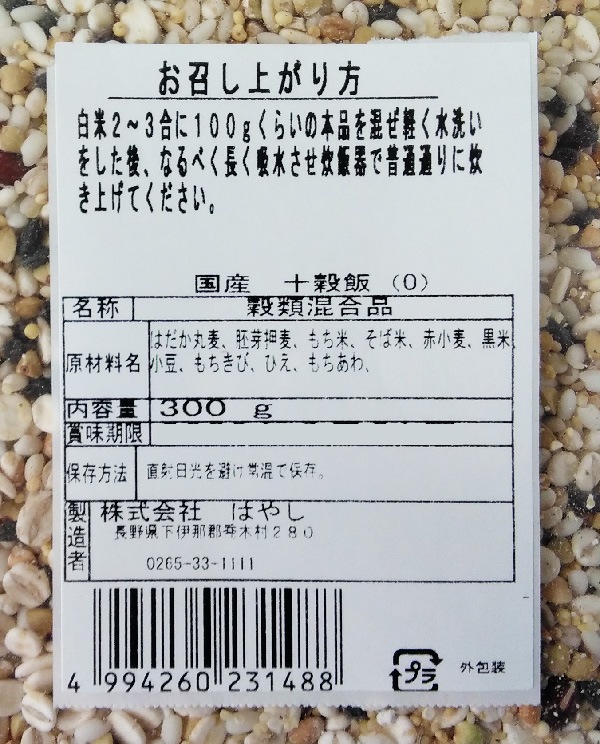 お召し上がり方
白米2～3合に100gくらいの本品を混ぜ軽く水洗い
をした後、なるべく長く吸水させ炊飯器で普通通りに炊
き上げてください。
国産 十穀飯 (0)
名称 穀類混合品
原材料名 はだか丸麦、胚芽押麦、もち米、そば米、赤小麦、黒米
小豆、もちきび、ひえ、もちあわ、
内容量 300 g
賞味期限
保存方法 直射日光を避け常温で保存。
製造者 株式会社 はやし
長野県下伊那郡喬木村280
0265-33-1111
4 994260 231488
プラ 外包装